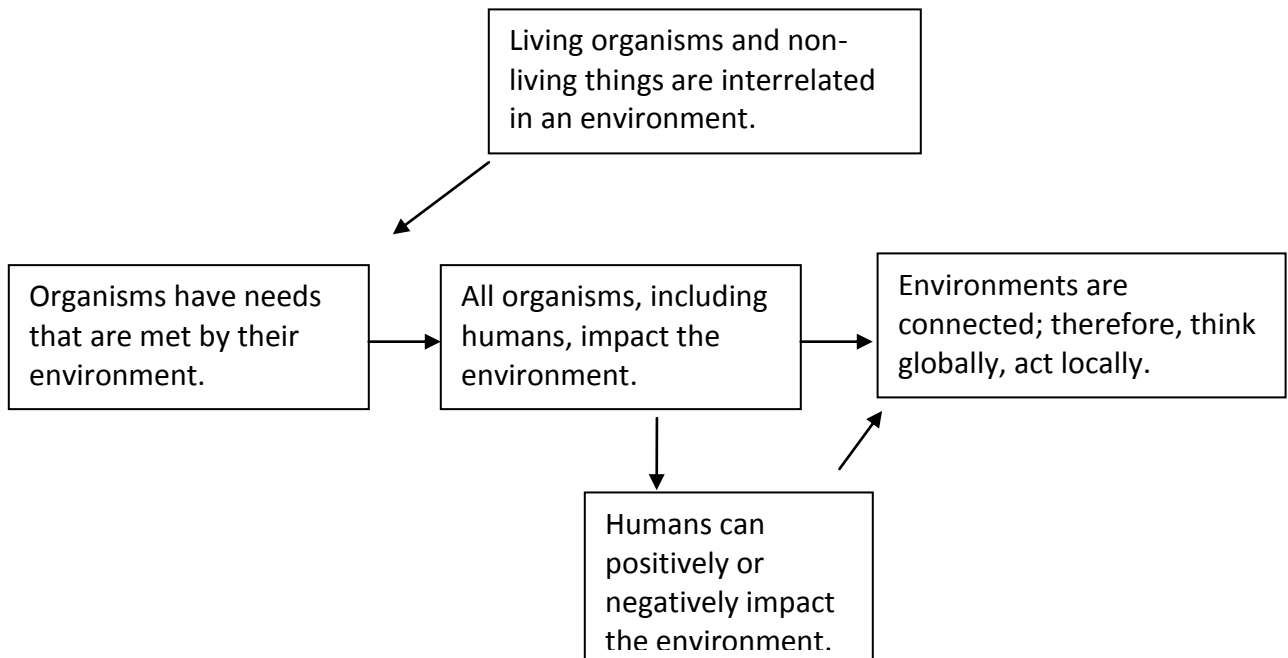 Living organisms and non-
living things are interrelated
in an environment.
Organisms have needs
that are met by their
environment.
All organisms, including
humans, impact the
environment.
Environments are
connected; therefore, think
globally, act locally.
Humans can
positively or
negatively impact
the environment.